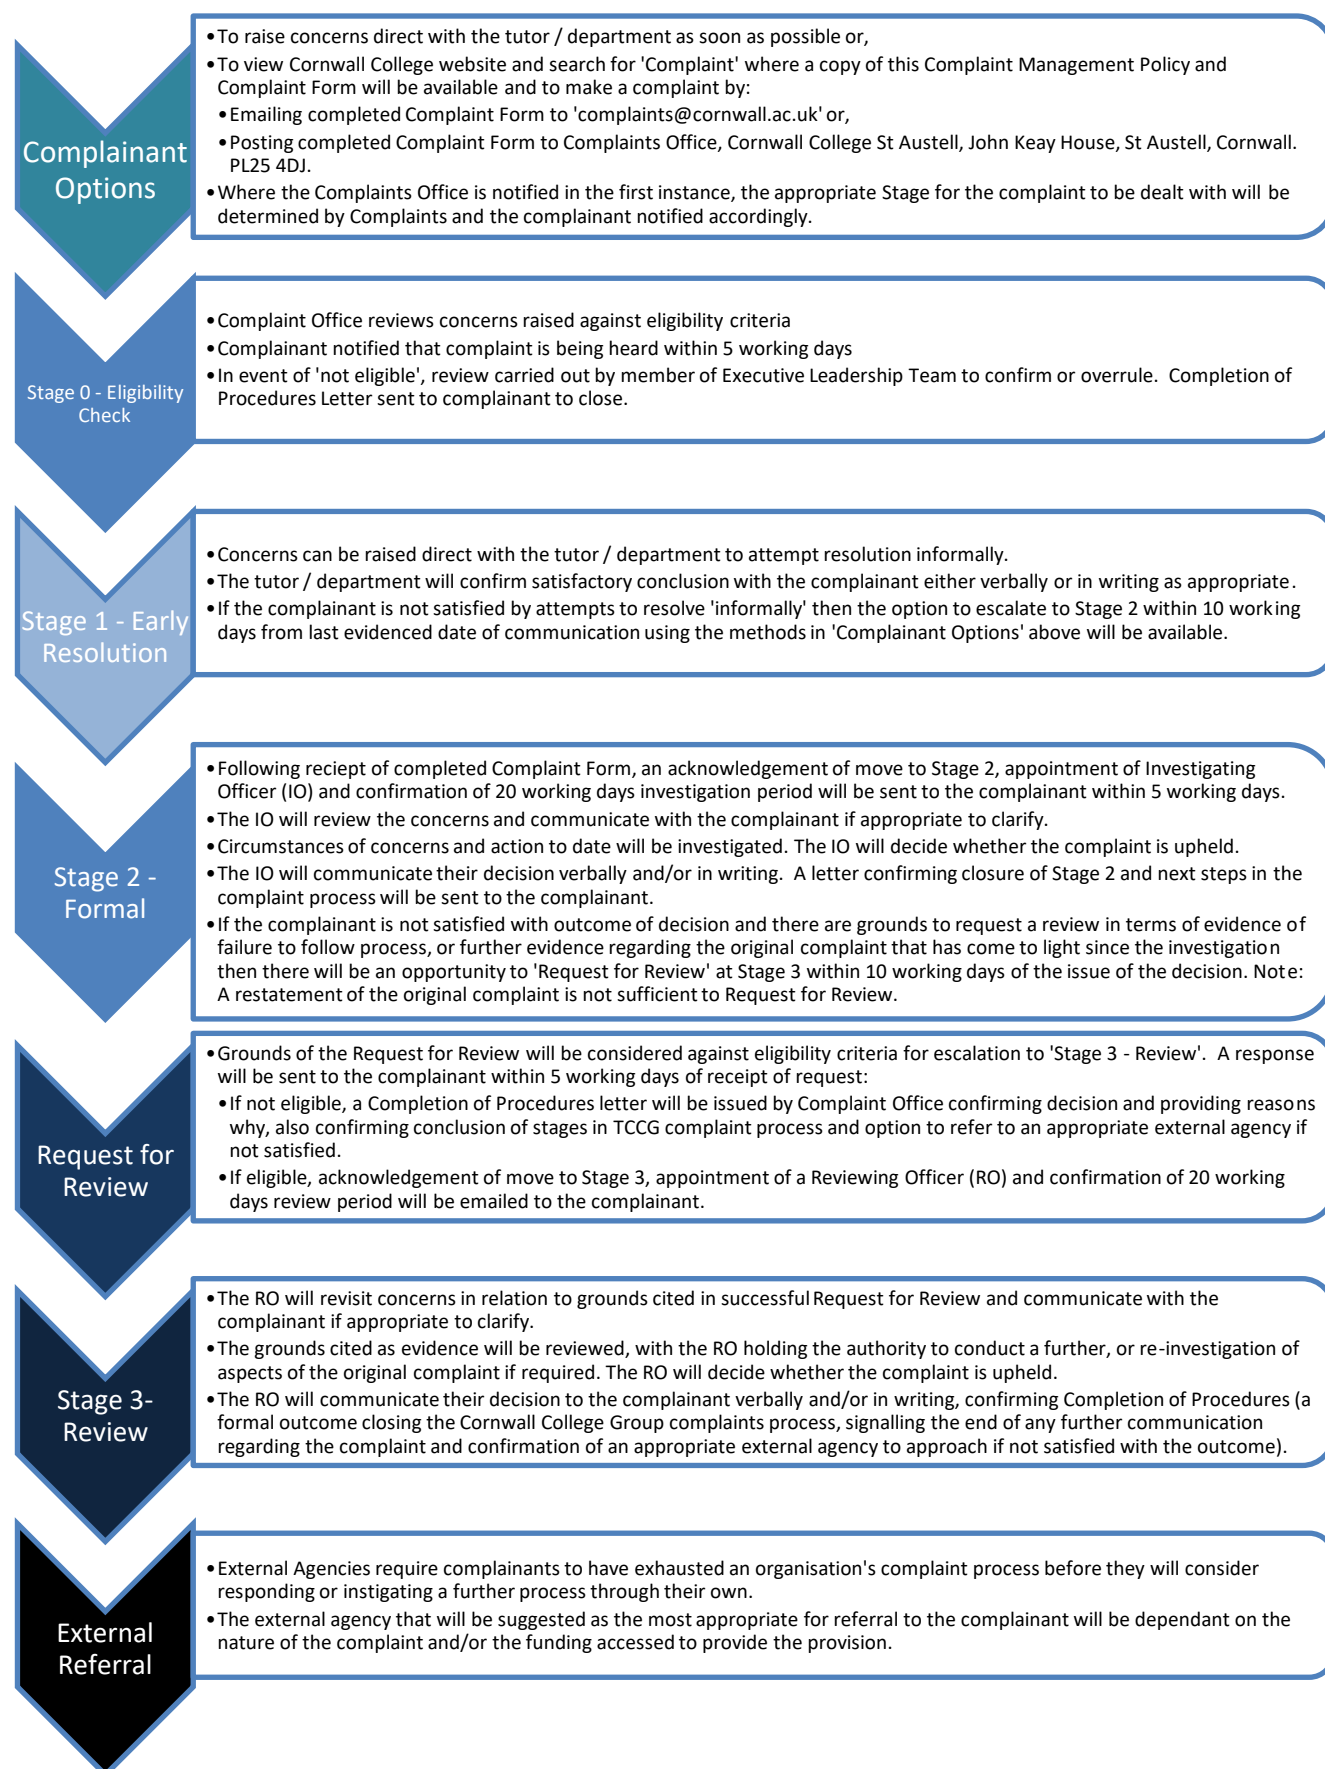 Complainant
Options
•To raise concerns direct with the tutor / department as soon as possible or,
•To view Cornwall College website and search for 'Complaint' where a copy of this Complaint Management Policy and
Complaint Form will be available and to make a complaint by:
•Emailing completed Complaint Form to 'complaints@cornwall.ac.uk' or,
•Posting completed Complaint Form to Complaints Office, Cornwall College St Austell, John Keay House, St Austell, Cornwall.
PL25 4DJ.
•Where the Complaints Office is notified in the first instance, the appropriate Stage for the complaint to be dealt with will be
determined by Complaints and the complainant notified accordingly.
Stage 0 - Eligibility
Check
•Complaint Office reviews concerns raised against eligibility criteria
•Complainant notified that complaint is being heard within 5 working days
•In event of 'not eligible', review carried out by member of Executive Leadership Team to confirm or overrule. Completion of
Procedures Letter sent to complainant to close.
Stage 1 - Early
Resolution
•Concerns can be raised direct with the tutor / department to attempt resolution informally.
•The tutor / department will confirm satisfactory conclusion with the complainant either verbally or in writing as appropriate.
•If the complainant is not satisfied by attempts to resolve 'informally' then the option to escalate to Stage 2 within 10 working
days from last evidenced date of communication using the methods in 'Complainant Options' above will be available.
Stage 2 -
Formal
•Following reciept of completed Complaint Form, an acknowledgement of move to Stage 2, appointment of Investigating
Officer (IO) and confirmation of 20 working days investigation period will be sent to the complainant within 5 working days.
•The IO will review the concerns and communicate with the complainant if appropriate to clarify.
•Circumstances of concerns and action to date will be investigated. The IO will decide whether the complaint is upheld.
•The IO will communicate their decision verbally and/or in writing. A letter confirming closure of Stage 2 and next steps in the
complaint process will be sent to the complainant.
•If the complainant is not satisfied with outcome of decision and there are grounds to request a review in terms of evidence of
failure to follow process, or further evidence regarding the original complaint that has come to light since the investigation
then there will be an opportunity to 'Request for Review' at Stage 3 within 10 working days of the issue of the decision. Note:
A restatement of the original complaint is not sufficient to Request for Review.
Request for
Review
•Grounds of the Request for Review will be considered against eligibility criteria for escalation to 'Stage 3 - Review'. A response
will be sent to the complainant within 5 working days of receipt of request:
•If not eligible, a Completion of Procedures letter will be issued by Complaint Office confirming decision and providing reasons
why, also confirming conclusion of stages in TCCG complaint process and option to refer to an appropriate external agency if
not satisfied.
•If eligible, acknowledgement of move to Stage 3, appointment of a Reviewing Officer (RO) and confirmation of 20 working
days review period will be emailed to the complainant.
Stage 3-
Review
•The RO will revisit concerns in relation to grounds cited in successful Request for Review and communicate with the
complainant if appropriate to clarify.
•The grounds cited as evidence will be reviewed, with the RO holding the authority to conduct a further, or re-investigation of
aspects of the original complaint if required. The RO will decide whether the complaint is upheld.
•The RO will communicate their decision to the complainant verbally and/or in writing, confirming Completion of Procedures (a
formal outcome closing the Cornwall College Group complaints process, signalling the end of any further communication
regarding the complaint and confirmation of an appropriate external agency to approach if not satisfied with the outcome).
External
Referral
•External Agencies require complainants to have exhausted an organisation's complaint process before they will consider
responding or instigating a further process through their own.
•The external agency that will be suggested as the most appropriate for referral to the complainant will be dependant on the
nature of the complaint and/or the funding accessed to provide the provision.